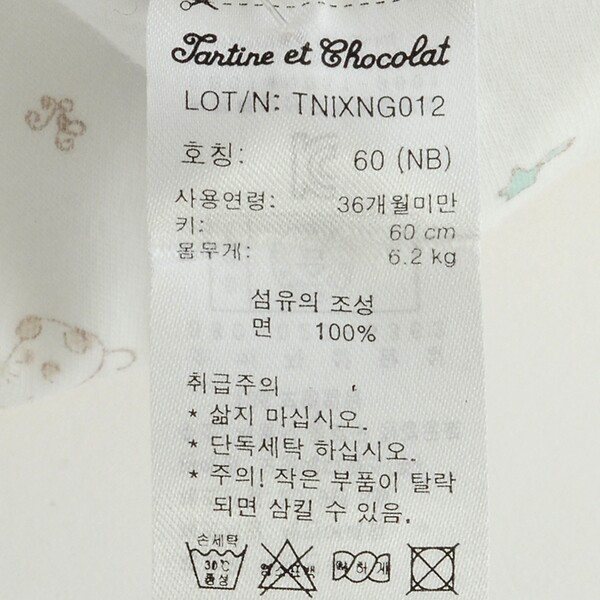 Tartine et Chocolat
LOT/N: TNIXNG012
호칭: 60 (NB)
사용연령: 36개월미만
키: 60 cm
몸무게: 6.2 kg
섬유의 조성
면 100%
취급주의
* 삶지 마십시오.
* 단독세탁 하십시오.
* 주의! 작은 부품이 탈락
되면 삼킬 수 있음.
손세탁
30℃
중성
약하게